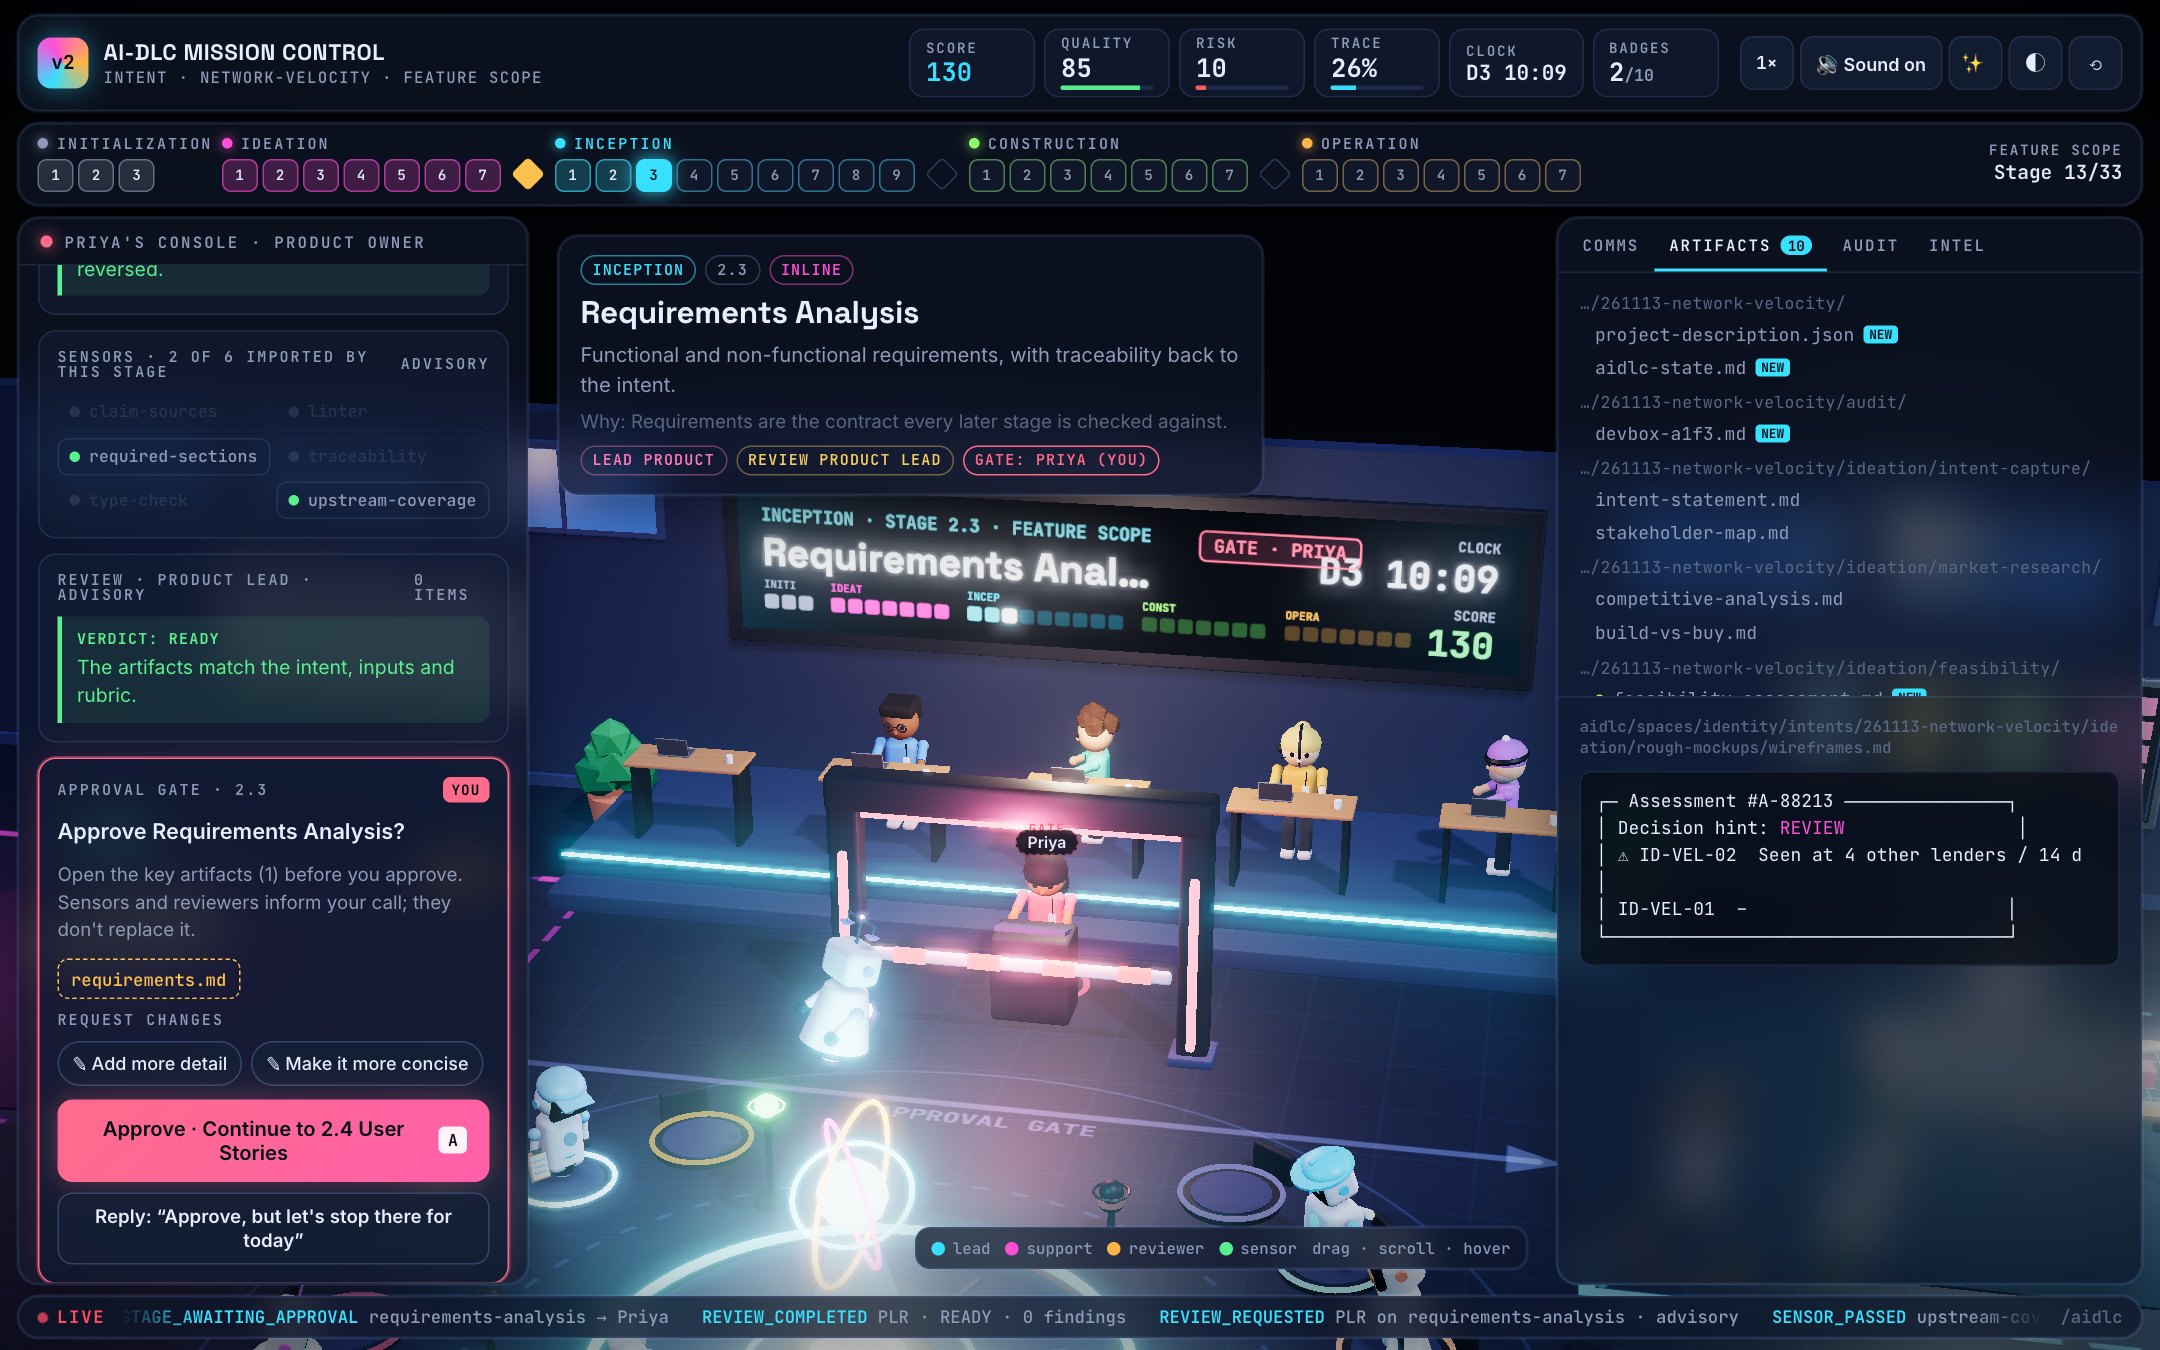 v2
AI-DLC MISSION CONTROL
INTENT · NETWORK-VELOCITY · FEATURE SCOPE
SCORE
130
QUALITY
85
RISK
10
TRACE
26%
CLOCK
D3 10:09
BADGES
2/10
1×
Sound on
INITIALIZATION
1 2 3
IDEATION
1 2 3 4 5 6 7
INCEPTION
1 2 3 4 5 6 7 8 9
CONSTRUCTION
1 2 3 4 5 6 7
OPERATION
1 2 3 4 5 6 7
FEATURE SCOPE
Stage 13/33
PRIYA'S CONSOLE · PRODUCT OWNER
reversed.
SENSORS · 2 OF 6 IMPORTED BY
THIS STAGE
ADVISORY
claim-sources
linter
required-sections
traceability
type-check
upstream-coverage
REVIEW · PRODUCT LEAD ·
ADVISORY
0
ITEMS
VERDICT: READY
The artifacts match the intent, inputs and
rubric.
APPROVAL GATE · 2.3
YOU
Approve Requirements Analysis?
Open the key artifacts (1) before you approve.
Sensors and reviewers inform your call; they
don't replace it.
requirements.md
REQUEST CHANGES
✎ Add more detail
✎ Make it more concise
Approve · Continue to 2.4 User
Stories
A
Reply: “Approve, but let's stop there for
today”
INCEPTION
2.3
INLINE
Requirements Analysis
Functional and non-functional requirements, with traceability back to
the intent.
Why: Requirements are the contract every later stage is checked against.
LEAD PRODUCT
REVIEW PRODUCT LEAD
GATE: PRIYA (YOU)
INCEPTION · STAGE 2.3 · FEATURE SCOPE
Requirements Anal…
GATE · PRIYA
CLOCK
D3 10:09
INITI
IDEAT
INCEP
CONST
OPERA
SCORE
130
GATE
Priya
APPROVAL GATE
lead
support
reviewer
sensor
drag · scroll · hover
COMMS
ARTIFACTS 10
AUDIT
INTEL
…/261113-network-velocity/
project-description.json NEW
aidlc-state.md NEW
…/261113-network-velocity/audit/
devbox-a1f3.md NEW
…/261113-network-velocity/ideation/intent-capture/
intent-statement.md
stakeholder-map.md
…/261113-network-velocity/ideation/market-research/
competitive-analysis.md
build-vs-buy.md
…/261113-network-velocity/ideation/feasibility/
feasibility-assessment.md NEW
aidlc/spaces/identity/intents/261113-network-velocity/ide
ation/rough-mockups/wireframes.md
Assessment #A-88213
Decision hint: REVIEW
⚠ ID-VEL-02 Seen at 4 other lenders / 14 d
ID-VEL-01 –
LIVE
STAGE_AWAITING_APPROVAL requirements-analysis → Priya
REVIEW_COMPLETED PLR · READY · 0 findings
REVIEW_REQUESTED PLR on requirements-analysis · advisory
SENSOR_PASSED upstream-cov
/aidlc